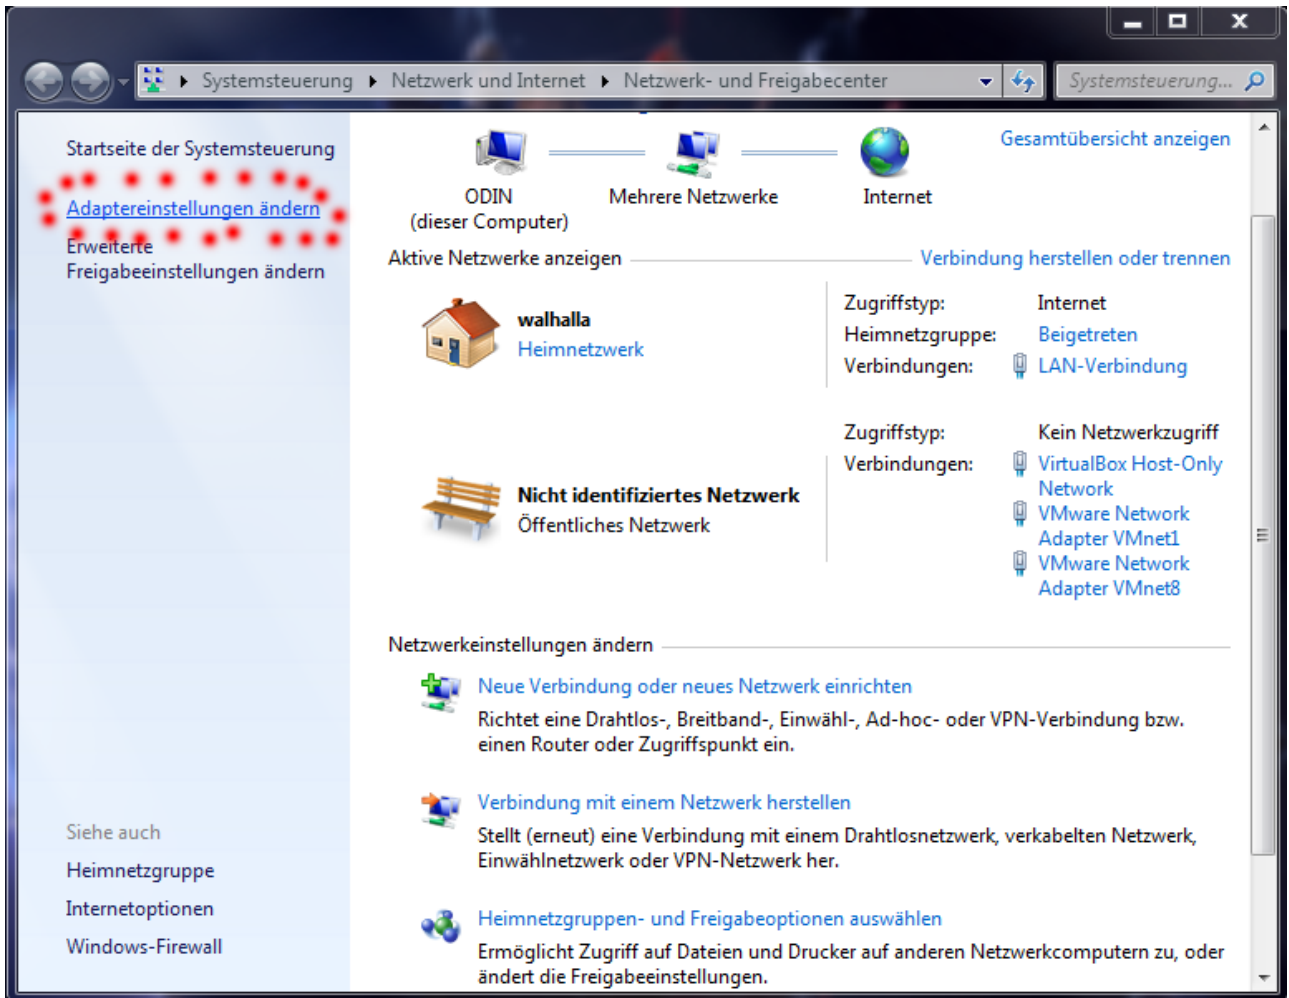 Systemsteuerung Netzwerk und Internet Netzwerk- und Freigabecenter
Systemsteuerung...
Startseite der Systemsteuerung
Adaptereinstellungen ändern
Erweiterte
Freigabeeinstellungen ändern
Gesamtübersicht anzeigen
ODIN
(dieser Computer)
Mehrere Netzwerke
Internet
Aktive Netzwerke anzeigen
Verbindung herstellen oder trennen
walhalla
Heimnetzwerk
Zugriffstyp: Internet
Heimnetzgruppe: Beigetreten
Verbindungen: LAN-Verbindung
Nicht identifiziertes Netzwerk
Öffentliches Netzwerk
Zugriffstyp: Kein Netzwerkzugriff
Verbindungen: VirtualBox Host-Only
Network
VMware Network
Adapter VMnet1
VMware Network
Adapter VMnet8
Netzwerkeinstellungen ändern
Neue Verbindung oder neues Netzwerk einrichten
Richtet eine Drahtlos-, Breitband-, Einwähl-, Ad-hoc- oder VPN-Verbindung bzw.
einen Router oder Zugriffspunkt ein.
Verbindung mit einem Netzwerk herstellen
Stellt (erneut) eine Verbindung mit einem Drahtlosnetzwerk, verkabelten Netzwerk,
Einwählnetzwerk oder VPN-Netzwerk her.
Heimnetzgruppen- und Freigabeoptionen auswählen
Ermöglicht Zugriff auf Dateien und Drucker auf anderen Netzwerkcomputern zu, oder
ändert die Freigabeeinstellungen.
Siehe auch
Heimnetzgruppe
Internetoptionen
Windows-Firewall